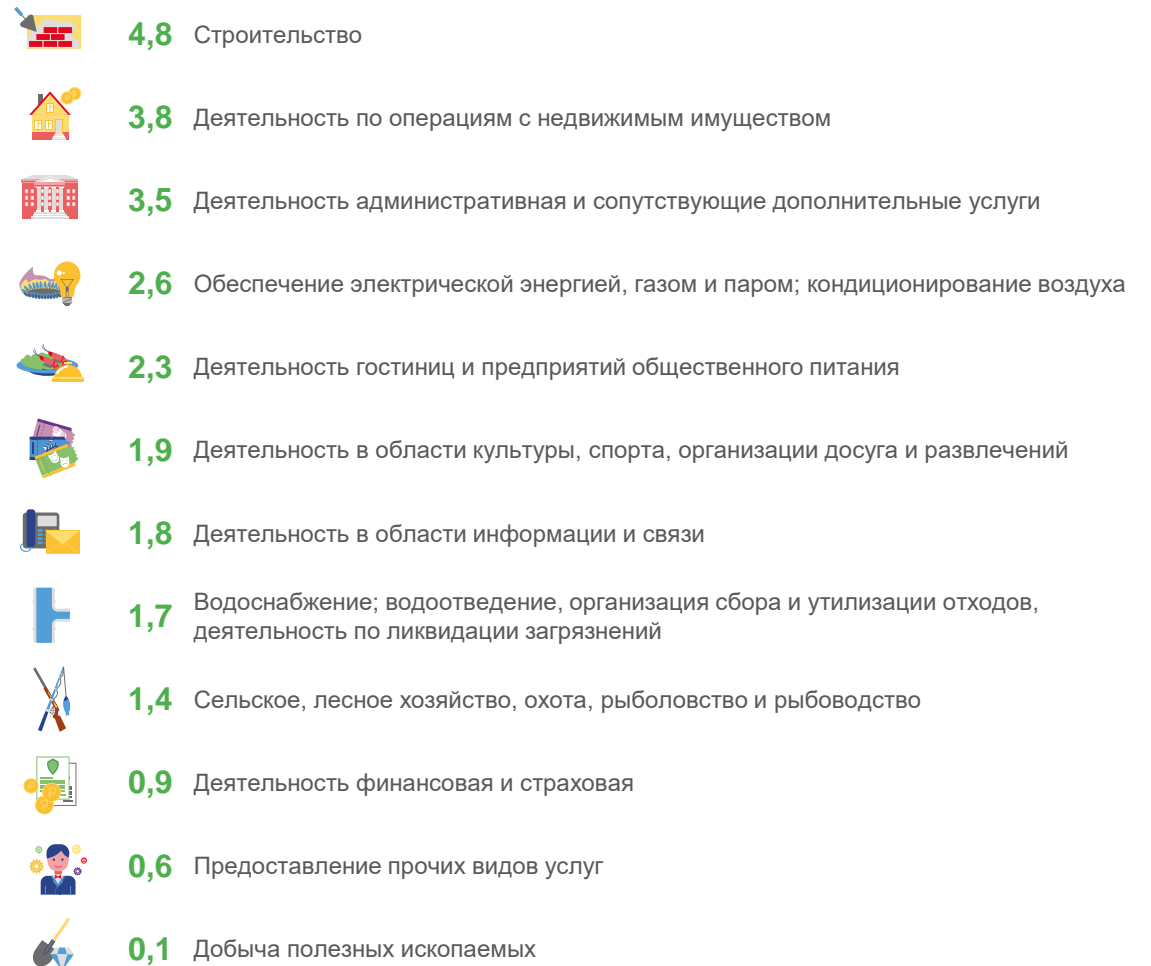 4,8 Строительство
3,8 Деятельность по операциям с недвижимым имуществом
3,5 Деятельность административная и сопутствующие дополнительные услуги
2,6 Обеспечение электрической энергией, газом и паром; кондиционирование воздуха
2,3 Деятельность гостиниц и предприятий общественного питания
1,9 Деятельность в области культуры, спорта, организации досуга и развлечений
1,8 Деятельность в области информации и связи
1,7 Водоснабжение; водоотведение, организация сбора и утилизации отходов,
деятельность по ликвидации загрязнений
1,4 Сельское, лесное хозяйство, охота, рыболовство и рыбоводство
0,9 Деятельность финансовая и страховая
0,6 Предоставление прочих видов услуг
0,1 Добыча полезных ископаемых